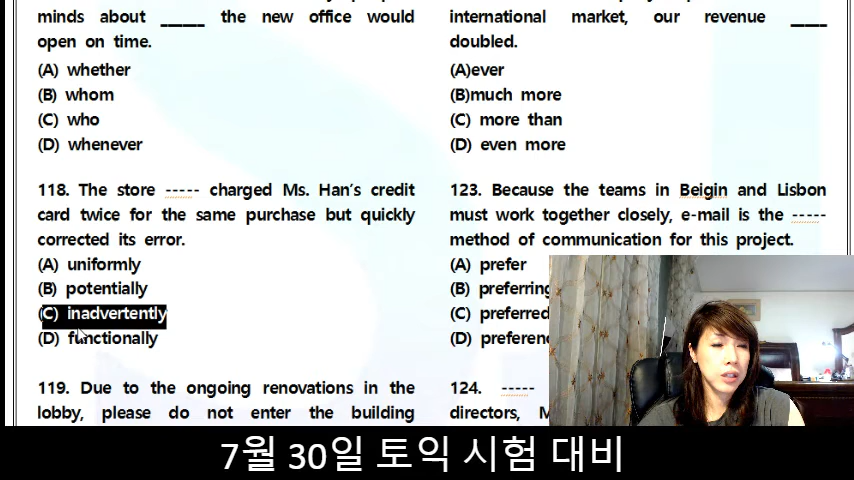 minds about _____ the new office would
open on time.
(A) whether
(B) whom
(C) who
(D) whenever
118. The store ----- charged Ms. Han's credit
card twice for the same purchase but quickly
corrected its error.
(A) uniformly
(B) potentially
(C) inadvertently
(D) functionally
119. Due to the ongoing renovations in the
lobby, please do not enter the building
international market, our revenue _____
doubled.
(A)ever
(B)much more
(C) more than
(D) even more
123. Because the teams in Beigin and Lisbon
must work together closely, e-mail is the -----
method of communication for this project.
(A) prefer
(B) preferring
(C) preferred
(D)
124. -----
directors,
7월 30일 토익 시험 대비